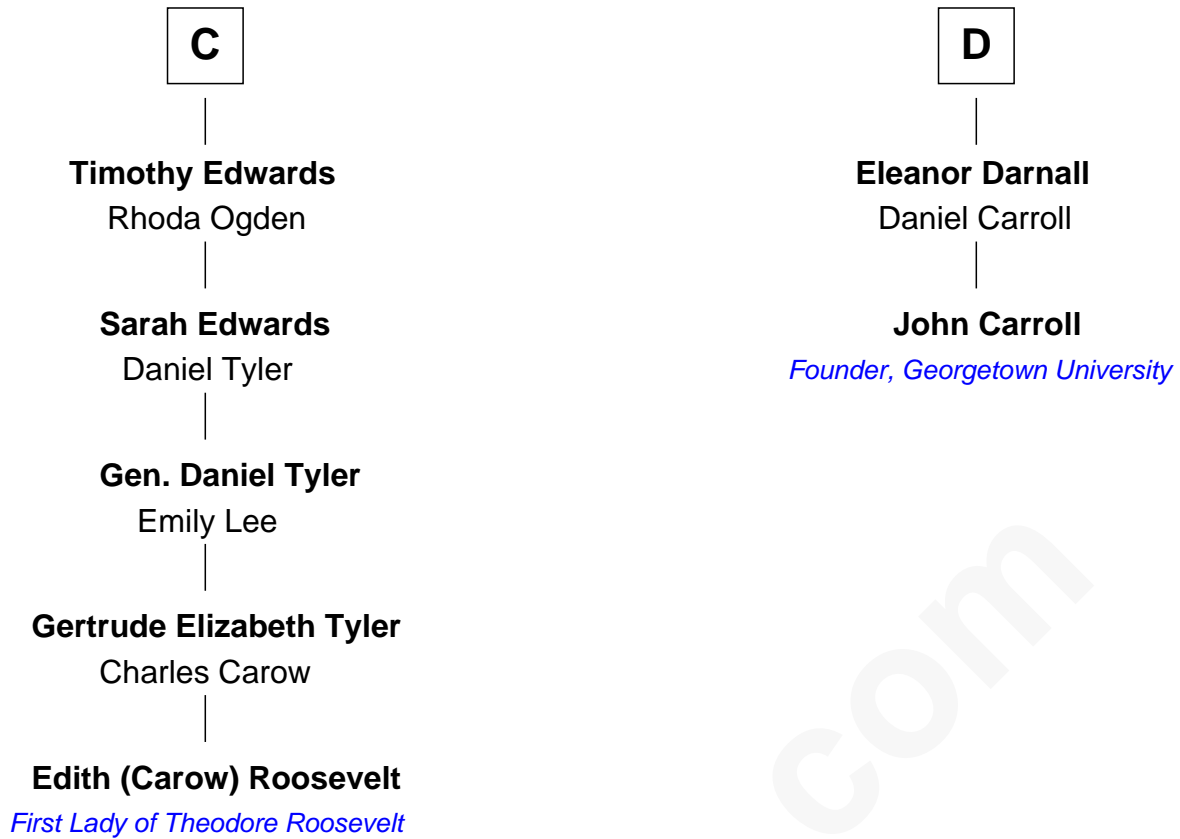 C
Timothy Edwards
Rhoda Ogden
Sarah Edwards
Daniel Tyler
Gen. Daniel Tyler
Emily Lee
Gertrude Elizabeth Tyler
Charles Carow
Edith (Carow) Roosevelt
First Lady of Theodore Roosevelt
D
Eleanor Darnall
Daniel Carroll
John Carroll
Founder, Georgetown University
com